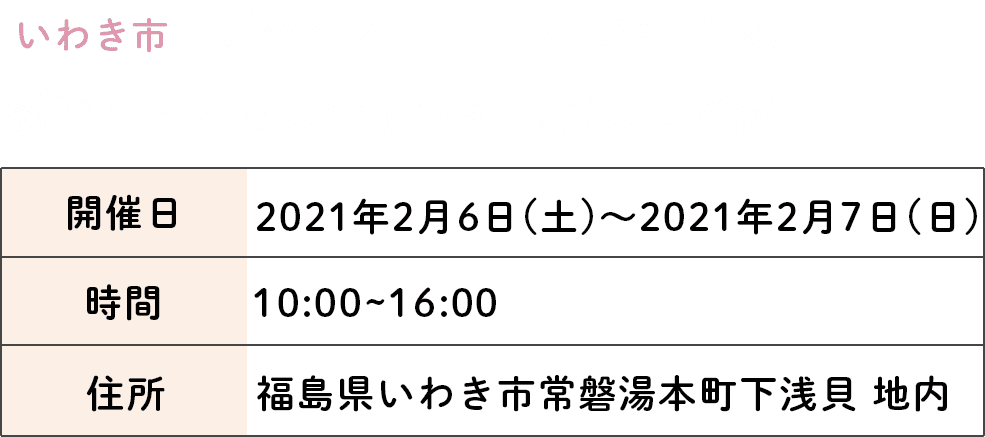 いわき市
開催日 2021年2月6日(土)～2021年2月7日(日)
時間 10:00~16:00
住所 福島県いわき市常磐湯本町下浅貝 地内